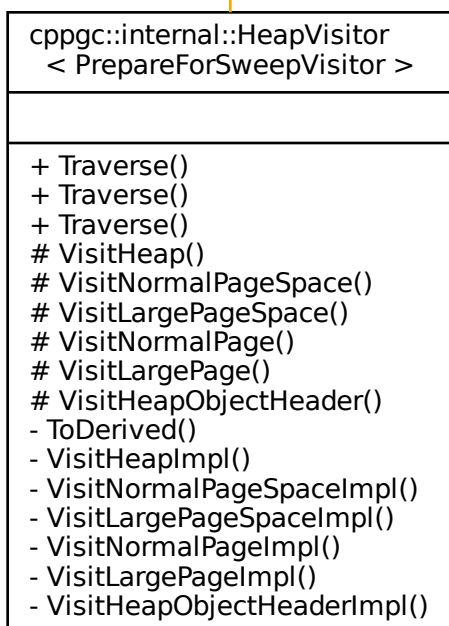 cppgc::internal::HeapVisitor
< PrepareForSweepVisitor >
+ Traverse()
+ Traverse()
+ Traverse()
# VisitHeap()
# VisitNormalPageSpace()
# VisitLargePageSpace()
# VisitNormalPage()
# VisitLargePage()
# VisitHeapObjectHeader()
- ToDerived()
- VisitHeapImpl()
- VisitNormalPageSpaceImpl()
- VisitLargePageSpaceImpl()
- VisitNormalPageImpl()
- VisitLargePageImpl()
- VisitHeapObjectHeaderImpl()